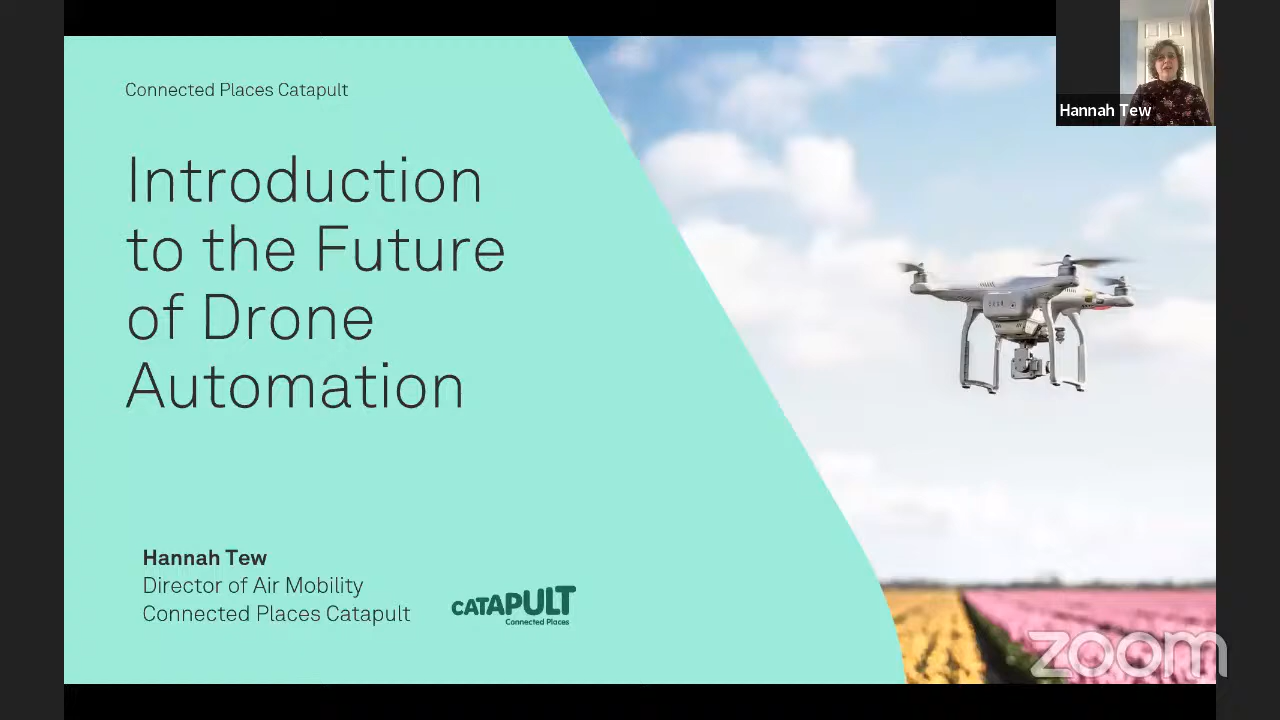 Connected Places Catapult
Hannah Tew
Introduction
to the Future
of Drone
Automation
Hannah Tew
Director of Air Mobility
Connected Places Catapult
CATAPULT
Connected Places
zoom